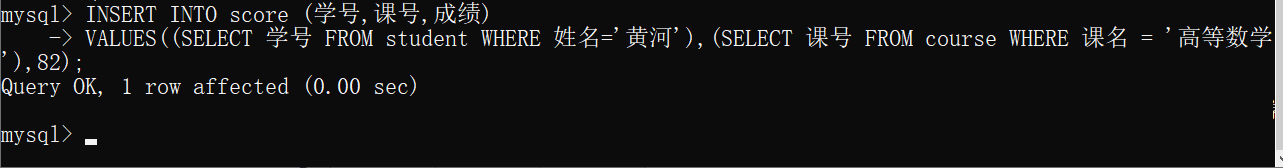 mysql> INSERT INTO score (学号,课号,成绩)
    -> VALUES((SELECT 学号 FROM student WHERE 姓名='黄河'),(SELECT 课号 FROM course WHERE 课名 = '高等数学
'),82);
Query OK, 1 row affected (0.00 sec)
mysql>